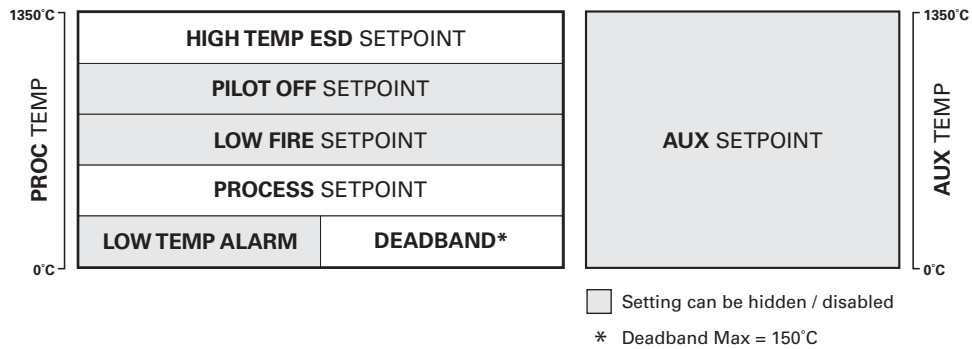 1350˚C
HIGH TEMP ESD SETPOINT
PILOT OFF SETPOINT
LOW FIRE SETPOINT
PROCESS SETPOINT
LOW TEMP ALARM
DEADBAND*
PROC TEMP
0˚C
AUX SETPOINT
1350˚C
AUX TEMP
0˚C
Setting can be hidden / disabled
* Deadband Max = 150˚C